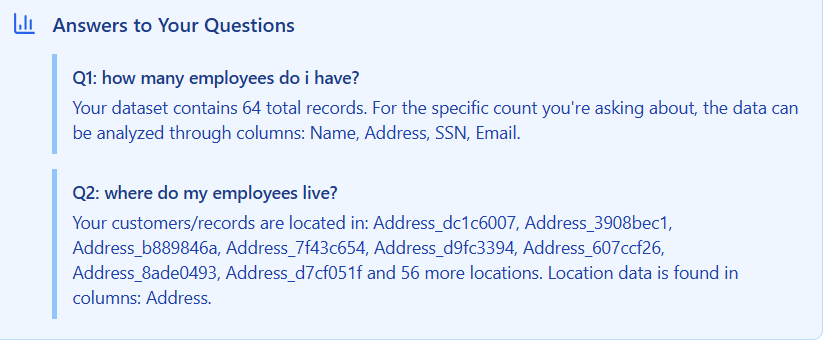 Answers to Your Questions
Q1: how many employees do i have?
Your dataset contains 64 total records. For the specific count you're asking about, the data can
be analyzed through columns: Name, Address, SSN, Email.
Q2: where do my employees live?
Your customers/records are located in: Address_dc1c6007, Address_3908bec1,
Address_b889846a, Address_7f43c654, Address_d9fc3394, Address_607ccf26,
Address_8ade0493, Address_d7cf051f and 56 more locations. Location data is found in
columns: Address.